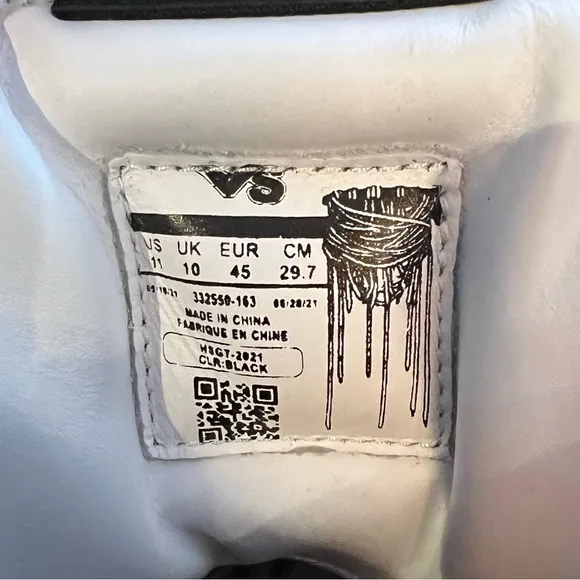 VS
US UK EUR CM
11 10 45 29.7
332550-163 08/28/21
MADE IN CHINA
FABRIQUE EN CHINE
HSGT-2021
CLR:BLACK